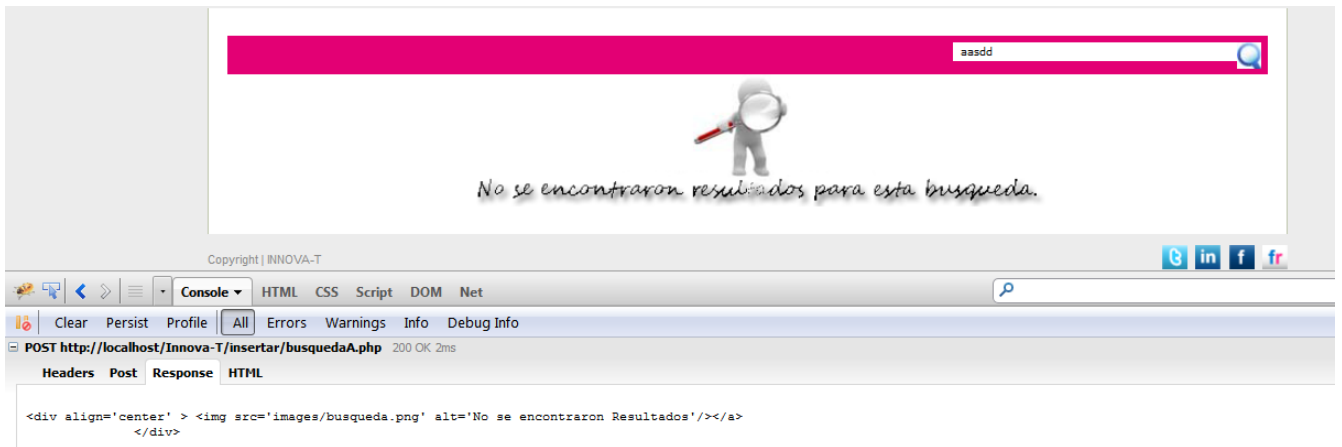 aasdd
No se encontraron resultados para esta busqueda.
Copyright | INNOVA-T
in f fr
Console HTML CSS Script DOM Net
Clear Persist Profile All Errors Warnings Info Debug Info
POST http://localhost/Innova-T/insertar/busquedaA.php 200 OK 2ms
Headers Post Response HTML
<div align='center' > <img src='images/busqueda.png' alt='No se encontraron Resultados'/></a>
</div>